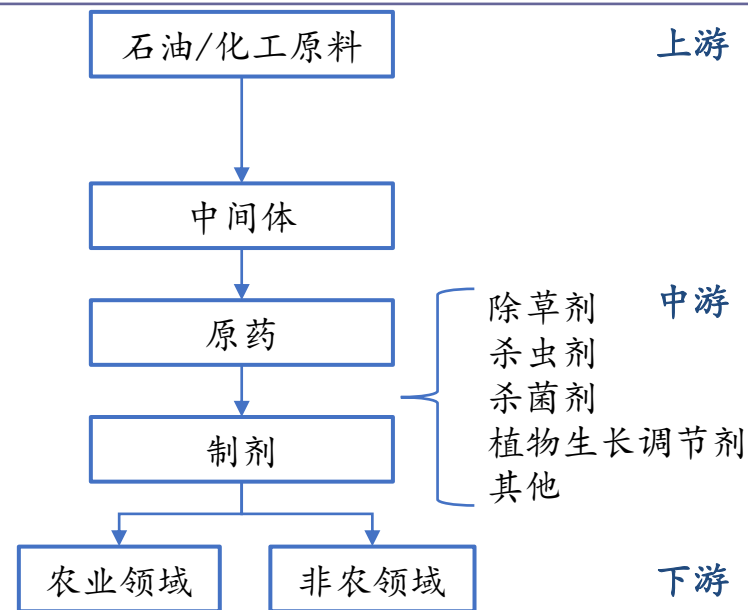 石油/化工原料
上游
中间体
原药
制剂
除草剂
杀虫剂
杀菌剂
植物生长调节剂
其他
中游
农业领域
非农领域
下游